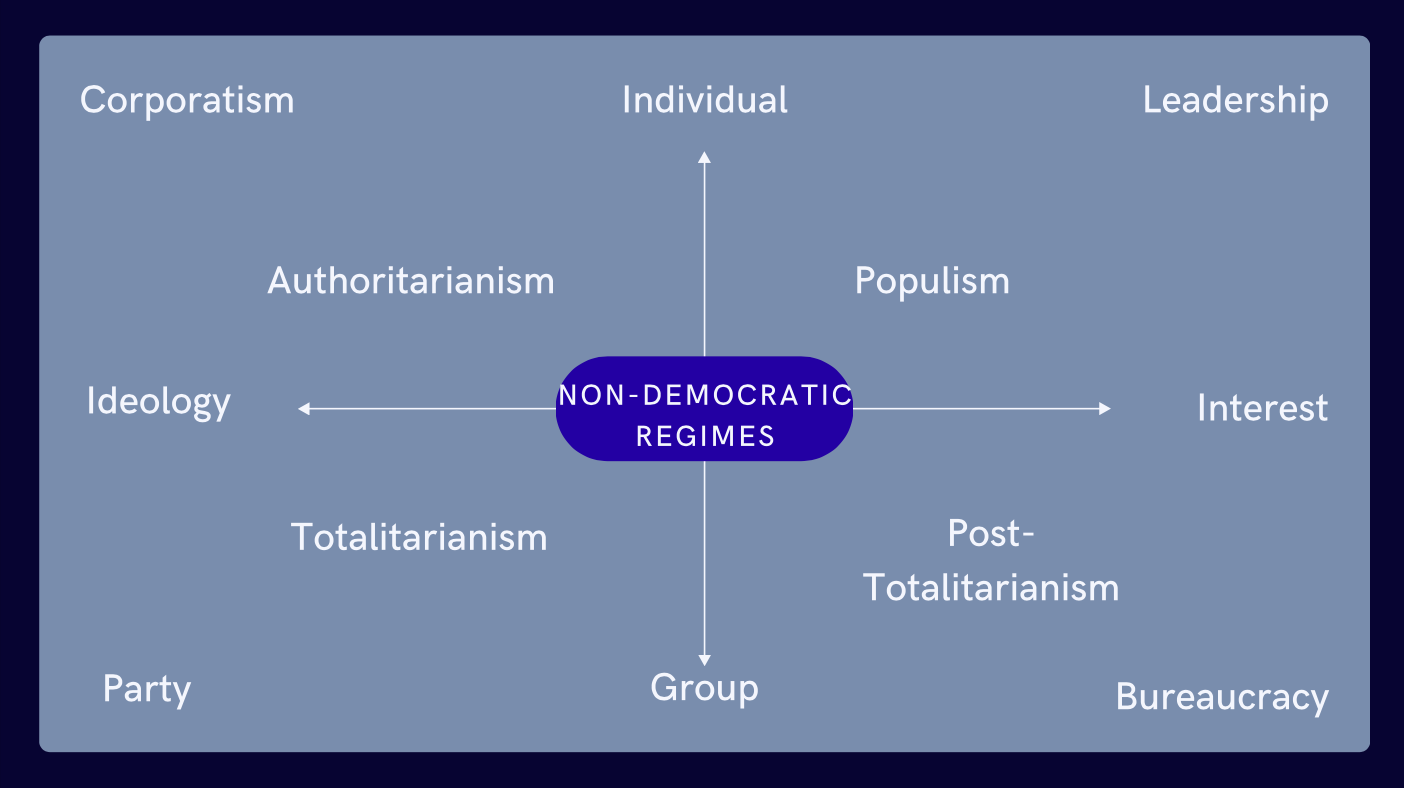 Corporatism
Individual
Leadership
Authoritarianism
Populism
Ideology
NON-DEMOCRATIC
REGIMES
Interest
Totalitarianism
Post-
Totalitarianism
Party
Group
Bureaucracy